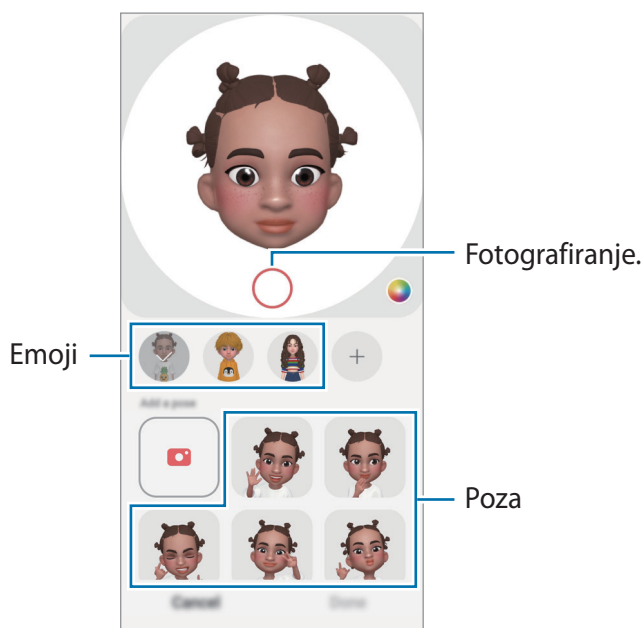 Fotografiranje.
Emoji
Add a pose
Poza
Cancel
Done